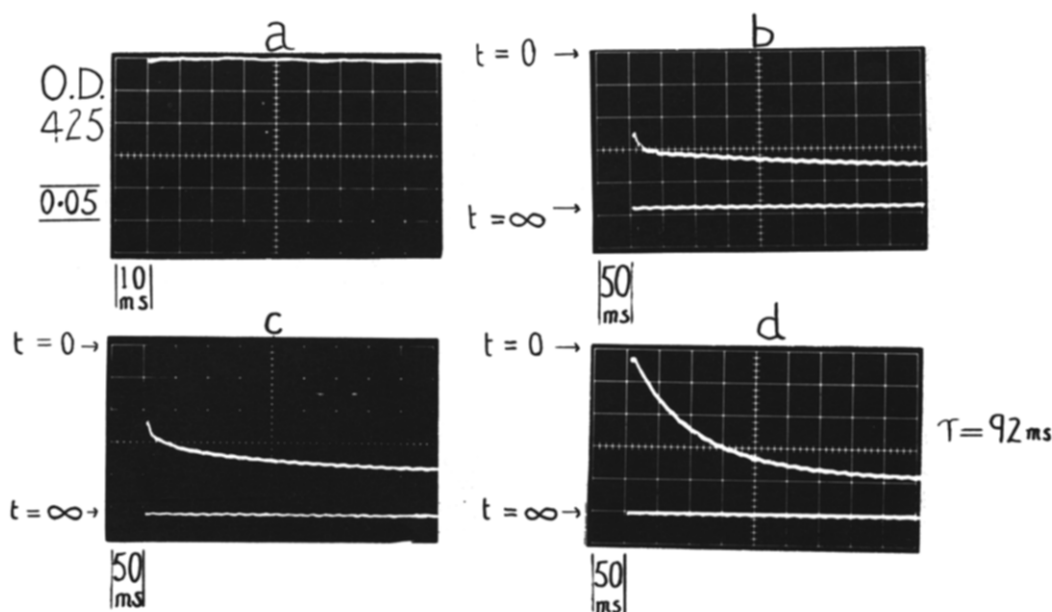 a
O.D.
425
0.05
10
ms
b
t = 0 →
t = ∞ →
50
ms
c
t = 0 →
t = ∞ →
50
ms
d
t = 0 →
t = ∞ →
τ = 92 ms
50
ms